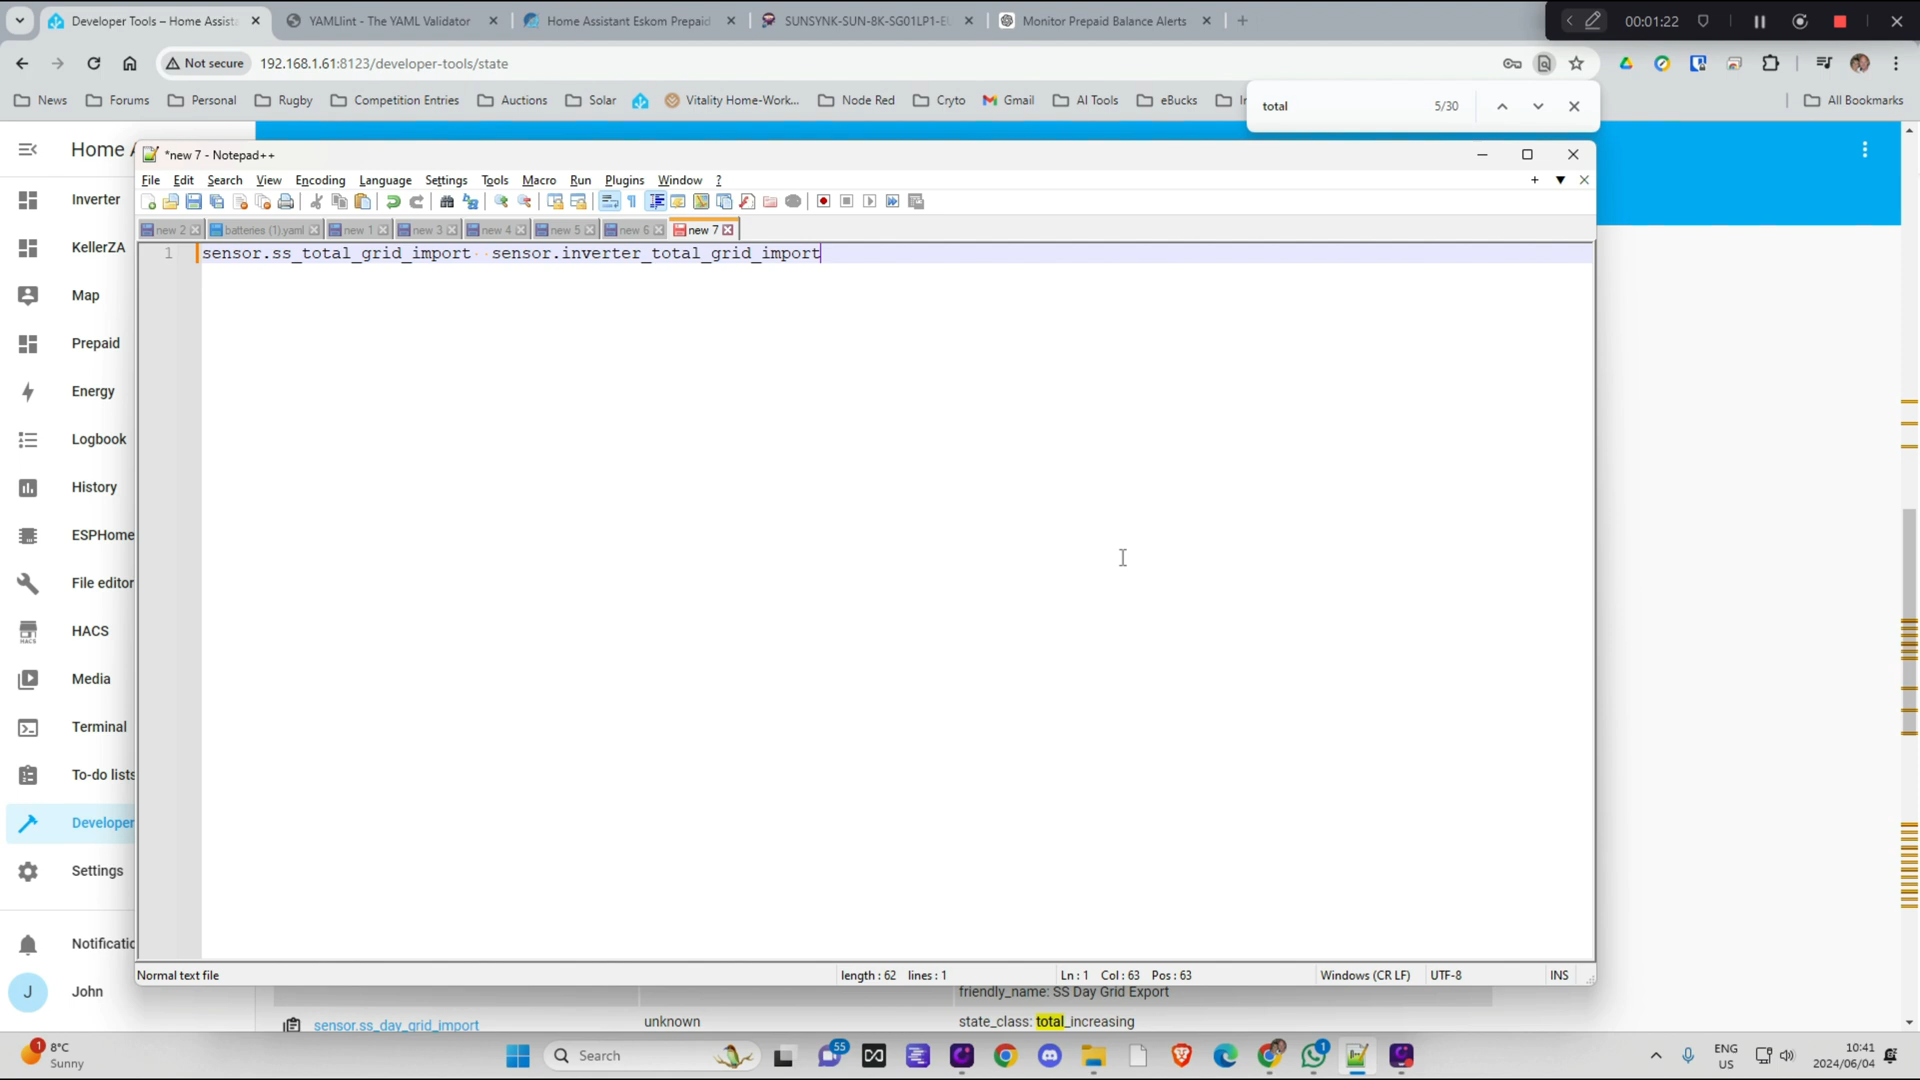 Developer Tools – Home Assista
YAMLlint - The YAML Validator
Home Assistant Eskom Prepaid
SUNSYNK-SUN-8K-SG01LP1-EU
Monitor Prepaid Balance Alerts
00:01:22
Not secure
192.168.1.61:8123/developer-tools/state
News
Forums
Personal
Rugby
Competition Entries
Auctions
Solar
Vitality Home-Work...
Node Red
Cryto
Gmail
AI Tools
eBucks
All Bookmarks
total
5/30
Home A
*new 7 - Notepad++
File Edit Search View Encoding Language Settings Tools Macro Run Plugins Window ?
new 2
batteries (1).yaml
new 1
new 3
new 4
new 5
new 6
new 7
1
sensor.ss_total_grid_import  sensor.inverter_total_grid_import
Inverter
KellerZA
Map
Prepaid
Energy
Logbook
History
ESPHome
File editor
HACS
Media
Terminal
To-do lists
Developer
Settings
Notificatio
J
John
Normal text file
length : 62 lines : 1
Ln : 1 Col : 63 Pos : 63
Windows (CR LF)
UTF-8
INS
friendly_name: SS Day Grid Export
sensor.ss_day_grid_import
unknown
state_class: total_increasing
1
8°C
Sunny
Search
55
1
ENG
US
10:41
2024/06/04